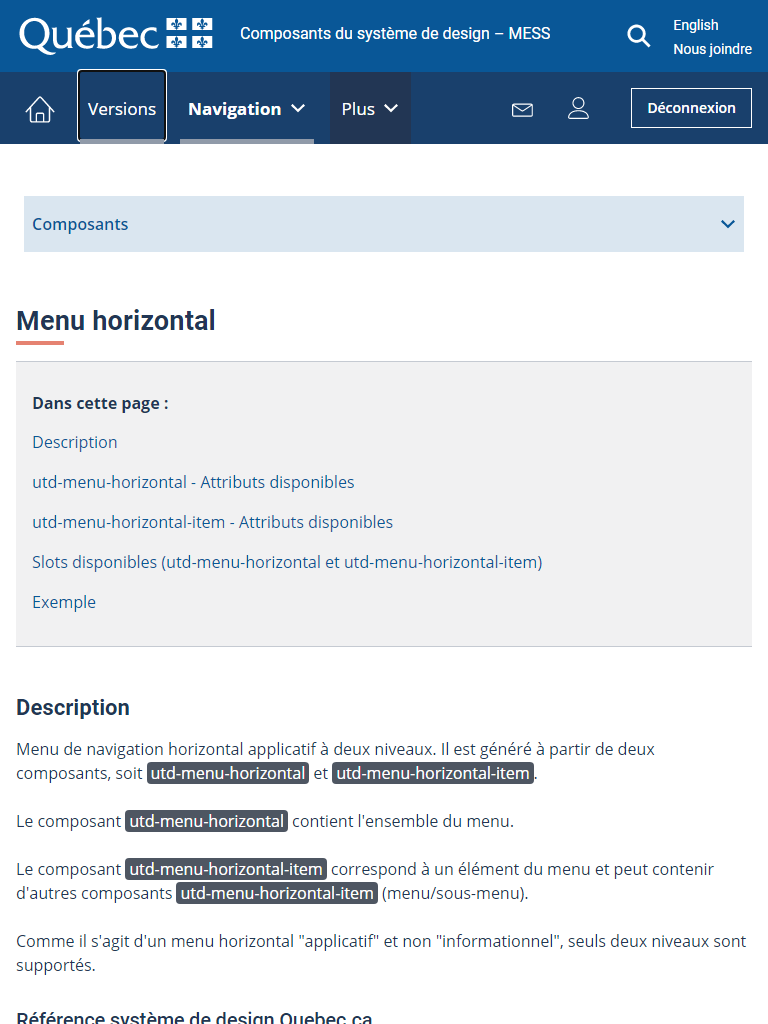 Québec
Composants du système de design – MESS
English
Nous joindre
Versions
Navigation
Plus
Déconnexion
Composants
Menu horizontal
Dans cette page :
Description
utd-menu-horizontal - Attributs disponibles
utd-menu-horizontal-item - Attributs disponibles
Slots disponibles (utd-menu-horizontal et utd-menu-horizontal-item)
Exemple
Description
Menu de navigation horizontal applicatif à deux niveaux. Il est généré à partir de deux
composants, soit utd-menu-horizontal et utd-menu-horizontal-item.
Le composant utd-menu-horizontal contient l'ensemble du menu.
Le composant utd-menu-horizontal-item correspond à un élément du menu et peut contenir
d'autres composants utd-menu-horizontal-item (menu/sous-menu).
Comme il s'agit d'un menu horizontal "applicatif" et non "informationnel", seuls deux niveaux sont
supportés.
Référence système de design Quebec.ca